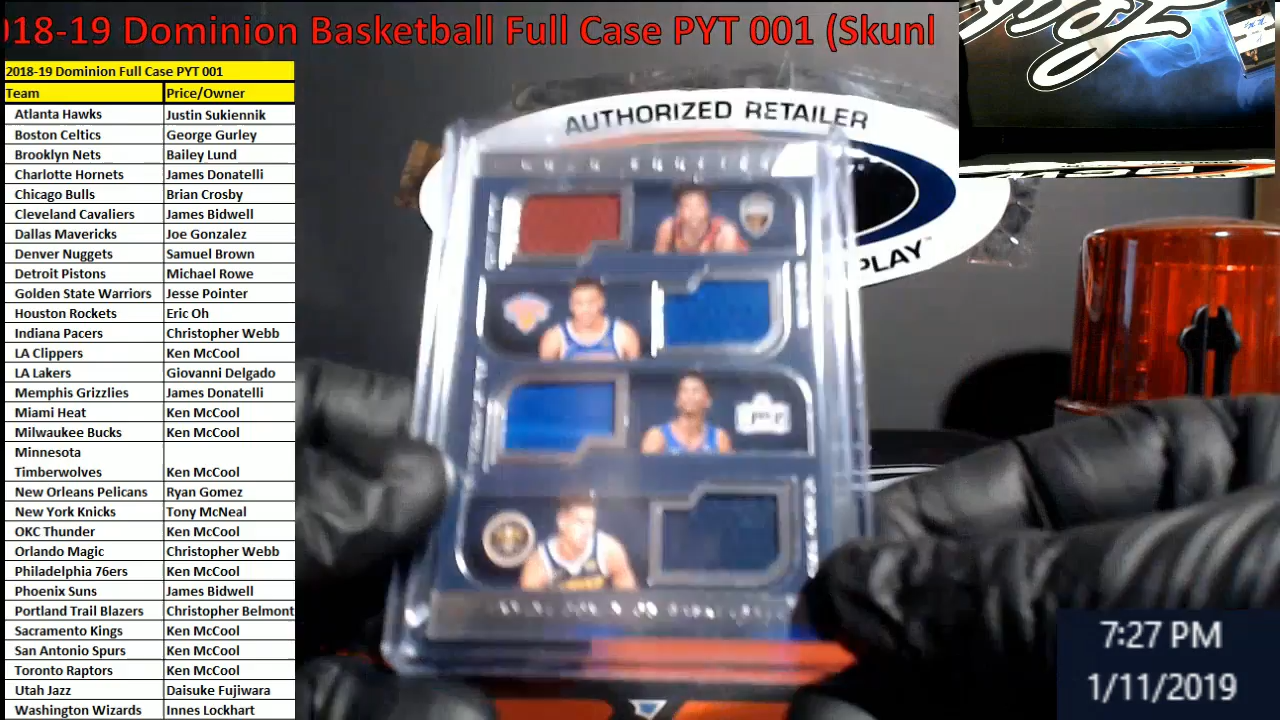 018-19 Dominion Basketball Full Case PYT 001 (Skunl
2018-19 Dominion Full Case PYT 001
Team Price/Owner
Atlanta Hawks Justin Sukiennik
Boston Celtics George Gurley
Brooklyn Nets Bailey Lund
Charlotte Hornets James Donatelli
Chicago Bulls Brian Crosby
Cleveland Cavaliers James Bidwell
Dallas Mavericks Joe Gonzalez
Denver Nuggets Samuel Brown
Detroit Pistons Michael Rowe
Golden State Warriors Jesse Pointer
Houston Rockets Eric Oh
Indiana Pacers Christopher Webb
LA Clippers Ken McCool
LA Lakers Giovanni Delgado
Memphis Grizzlies James Donatelli
Miami Heat Ken McCool
Milwaukee Bucks Ken McCool
Minnesota
Timberwolves Ken McCool
New Orleans Pelicans Ryan Gomez
New York Knicks Tony McNeal
OKC Thunder Ken McCool
Orlando Magic Christopher Webb
Philadelphia 76ers Ken McCool
Phoenix Suns James Bidwell
Portland Trail Blazers Christopher Belmont
Sacramento Kings Ken McCool
San Antonio Spurs Ken McCool
Toronto Raptors Ken McCool
Utah Jazz Daisuke Fujiwara
Washington Wizards Innes Lockhart
AUTHORIZED RETAILER
PLAY™
BCW
7:27 PM
1/11/2019